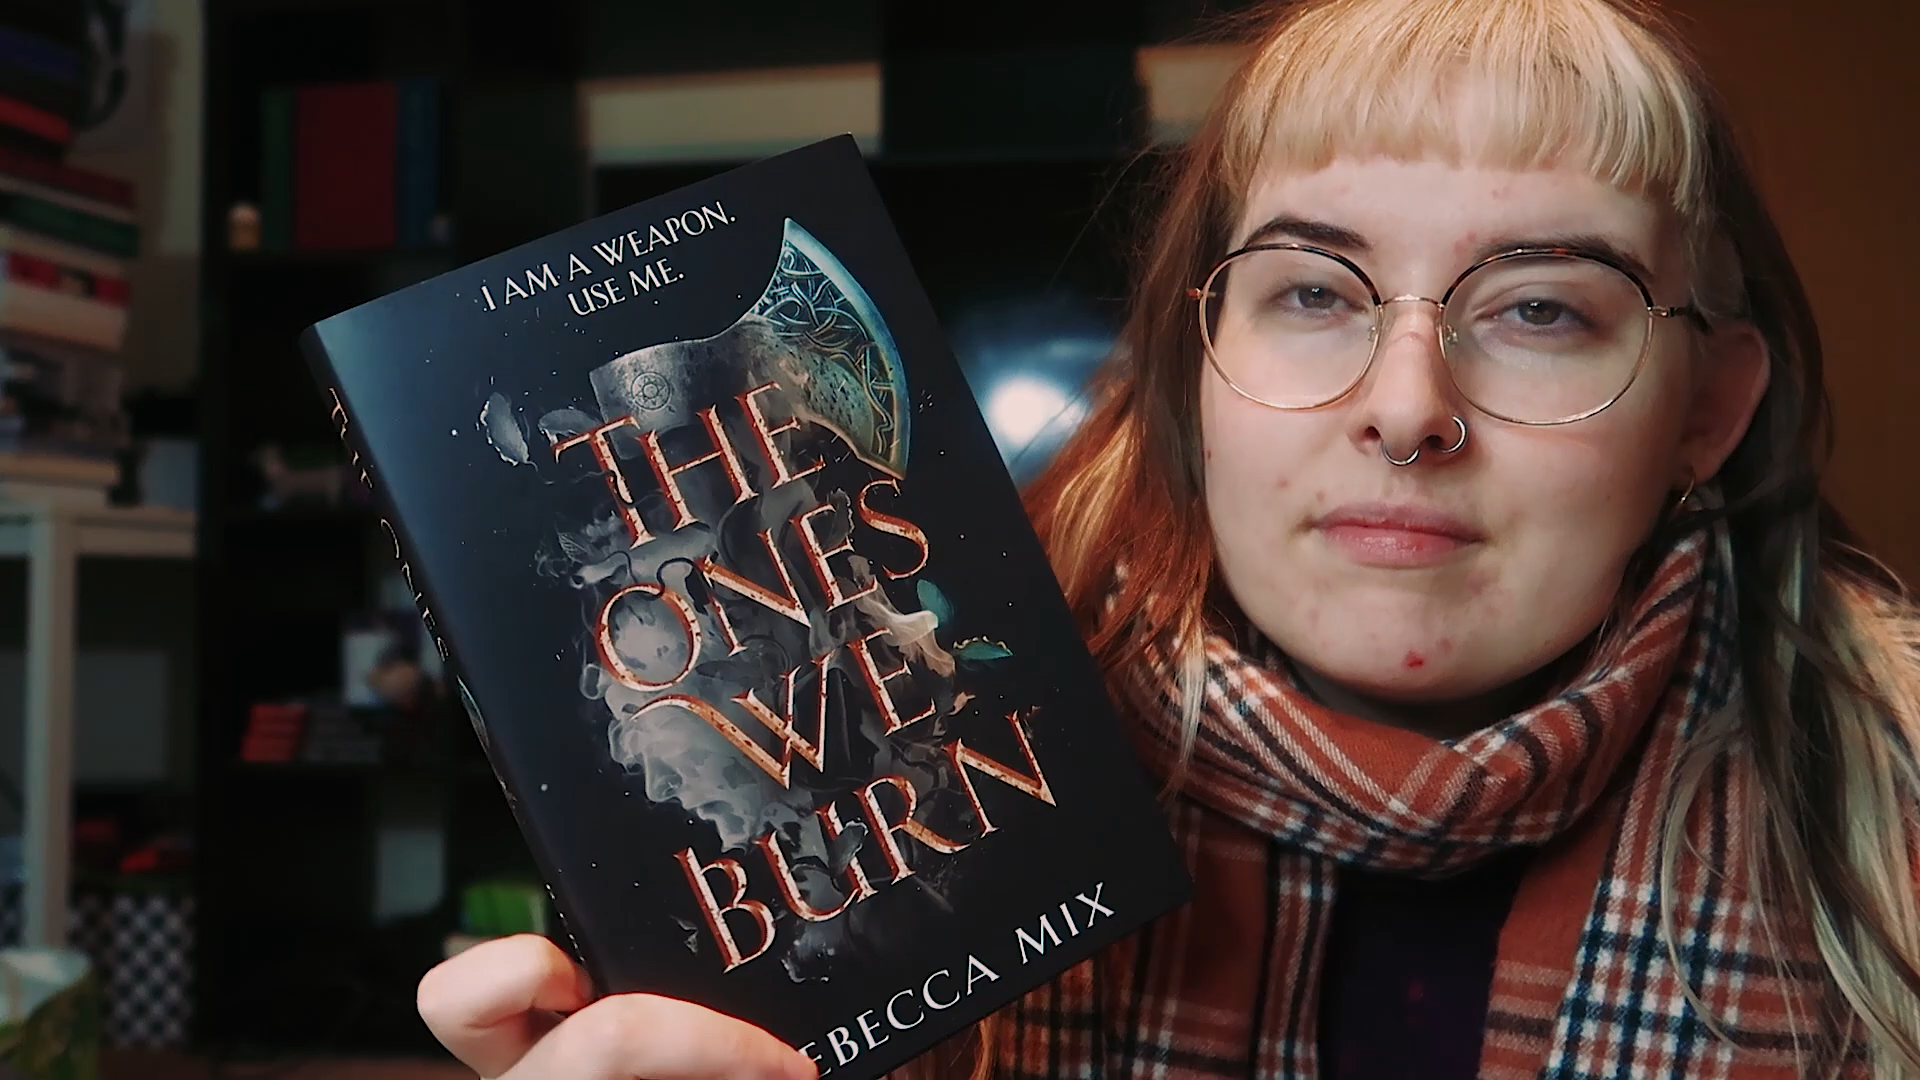 I AM A WEAPON.
USE ME.
THE
ONES
WE
BURN
EBECCA MIX